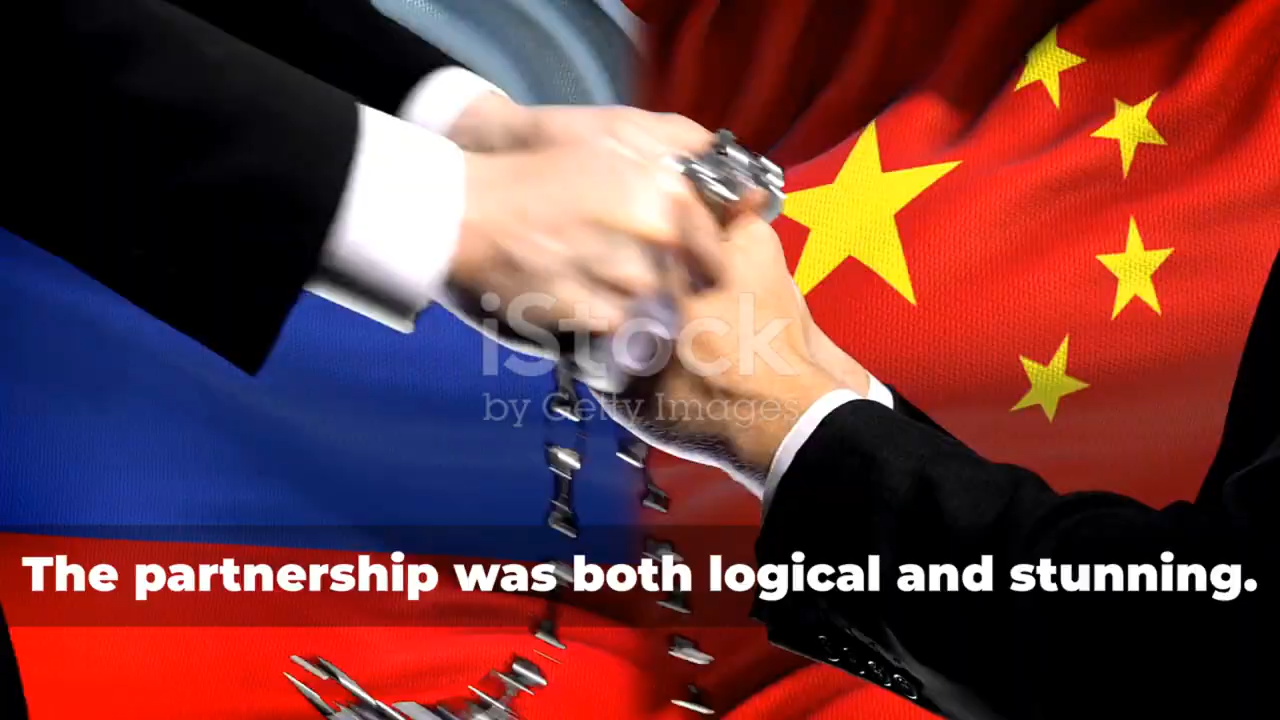 iStock
by Getty Images
The partnership was both logical and stunning.